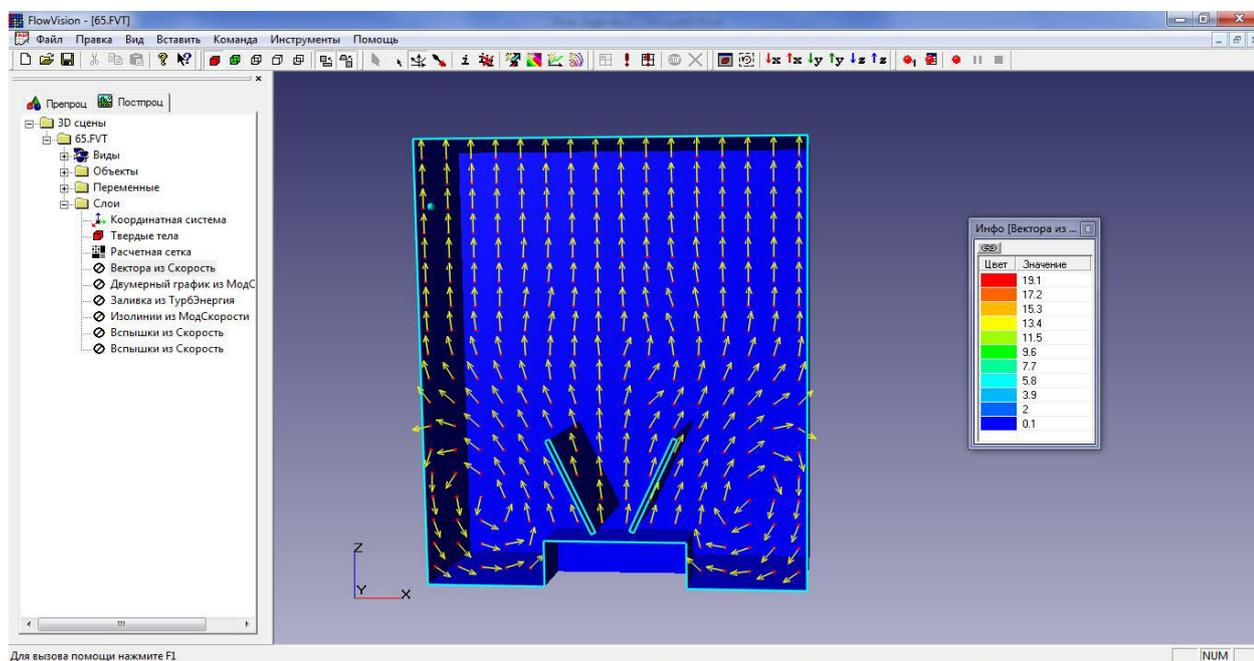 FlowVision - [65.FVT]
Файл Правка Вид Вставить Команда Инструменты Помощь
Препроц Постпроц
3D сцены
65.FVT
Виды
Объекты
Переменные
Слои
Координатная система
Твердые тела
Расчетная сетка
Вектора из Скорость
Двумерный график из МодС
Заливка из ТурбЭнергия
Изолинии из МодСкорости
Вспышки из Скорость
Вспышки из Скорость
Z
Y X
Инфо [Вектора из ...
Цвет Значение
19.1
17.2
15.3
13.4
11.5
9.6
7.7
5.8
3.9
2
0.1
Для вызова помощи нажмите F1
NUM